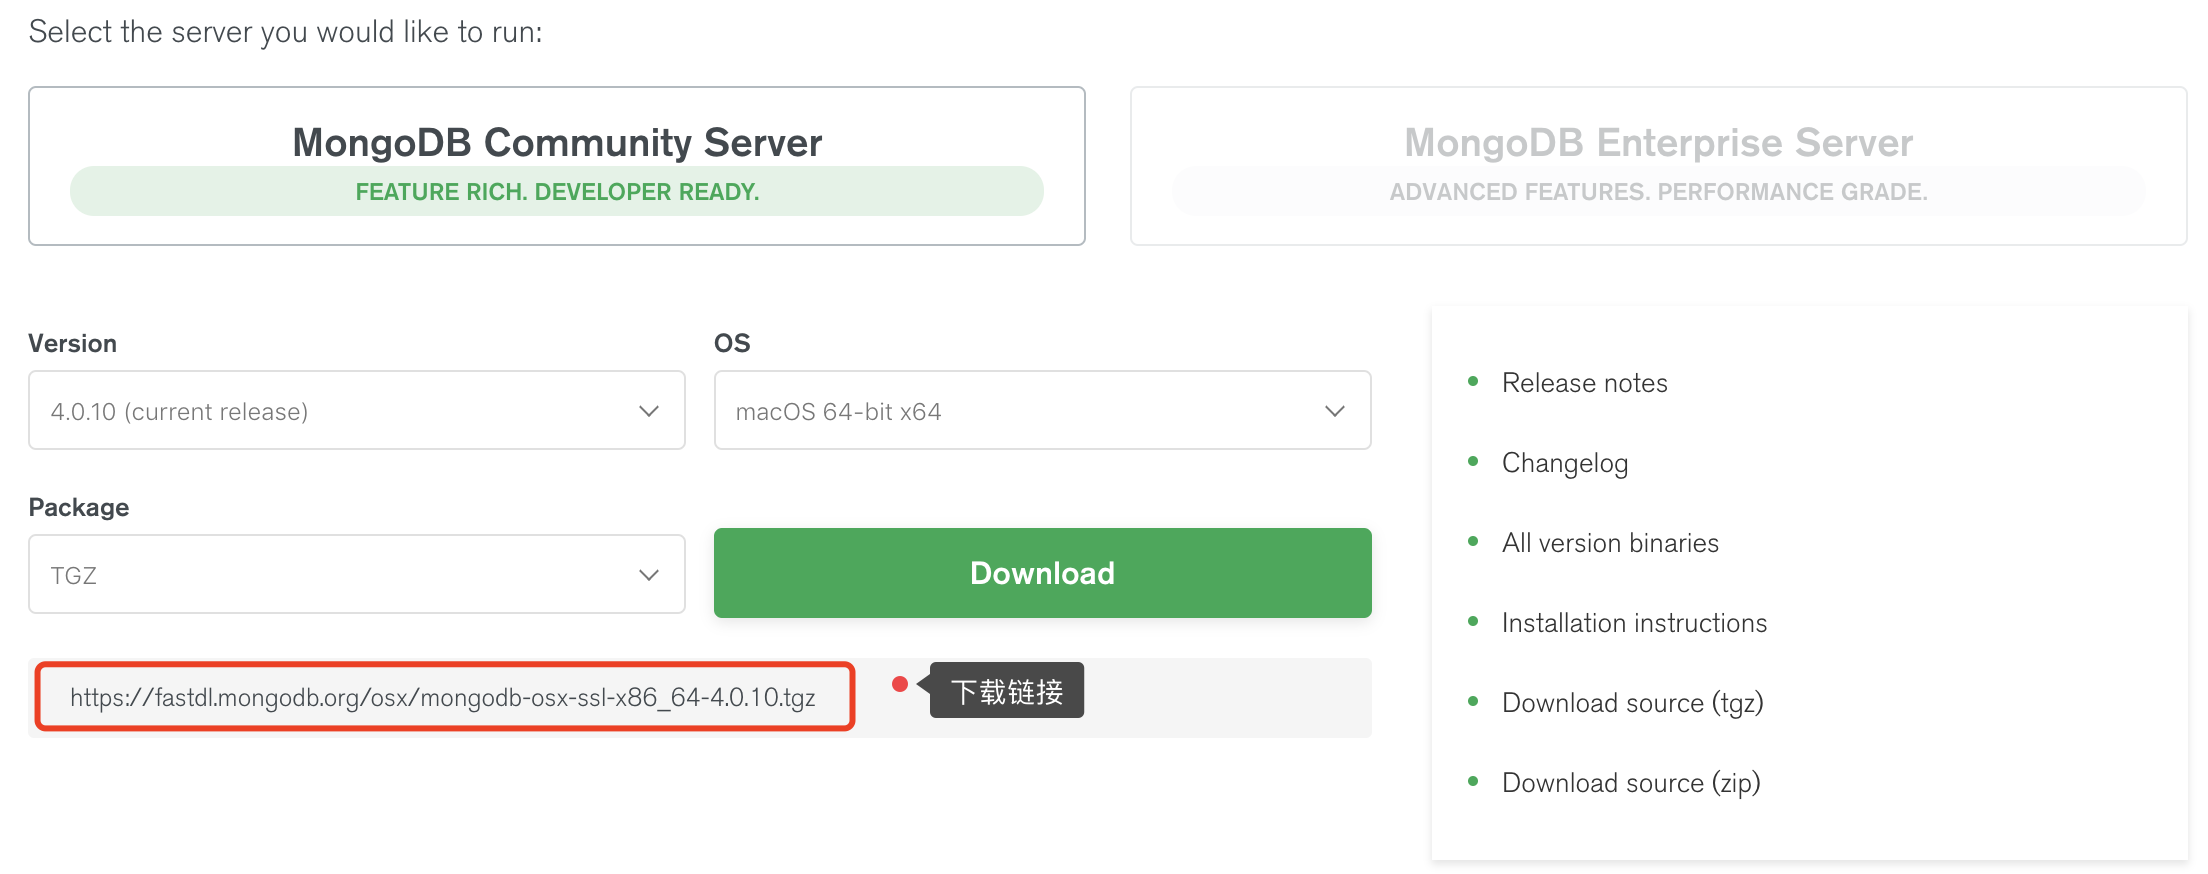 Select the server you would like to run:
MongoDB Community Server
FEATURE RICH. DEVELOPER READY.
MongoDB Enterprise Server
ADVANCED FEATURES. PERFORMANCE GRADE.
Version
4.0.10 (current release)
OS
macOS 64-bit x64
Package
TGZ
Download
https://fastdl.mongodb.org/osx/mongodb-osx-ssl-x86_64-4.0.10.tgz
下载链接
Release notes
Changelog
All version binaries
Installation instructions
Download source (tgz)
Download source (zip)